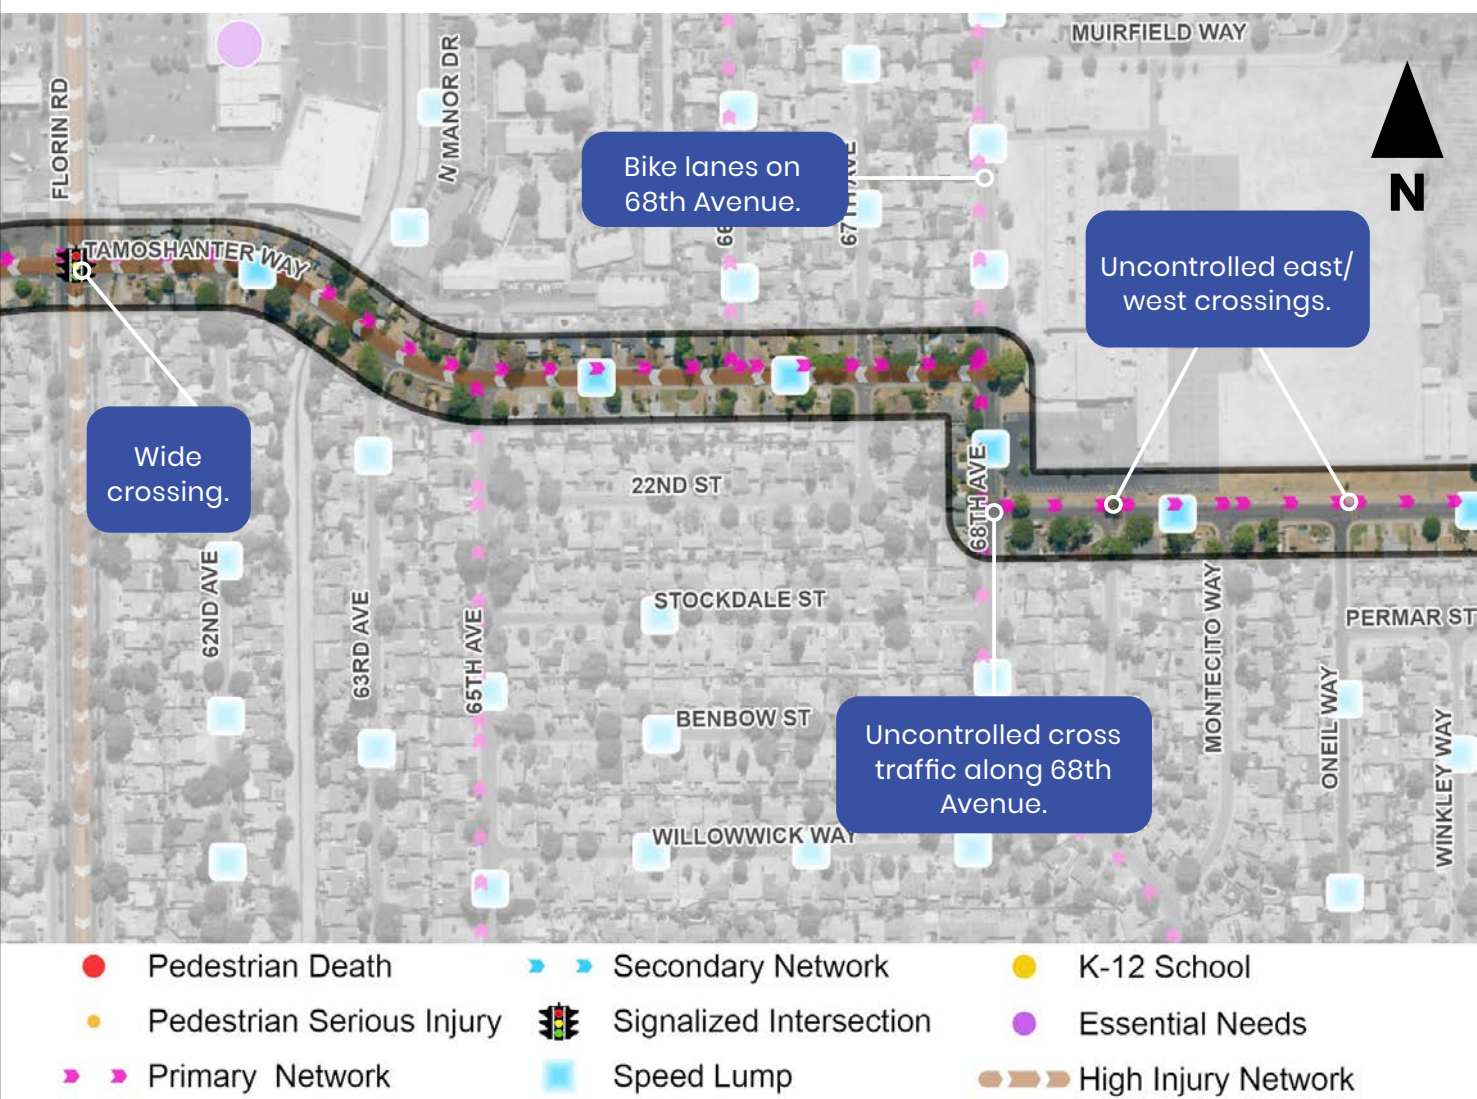 MUIRFIELD WAY
FLORIN RD
N MANOR DR
Bike lanes on
68th Avenue.
N
TAMOSHANTER WAY
Uncontrolled east/
west crossings.
Wide
crossing.
22ND ST
68TH AVE
62ND AVE
63RD AVE
65TH AVE
STOCKDALE ST
MONTECITO WAY
PERMAR ST
ONEIL WAY
WINKLEY WAY
BENBOW ST
Uncontrolled cross
traffic along 68th
Avenue.
WILLOWWICK WAY
Pedestrian Death
Secondary Network
K-12 School
Pedestrian Serious Injury
Signalized Intersection
Essential Needs
Primary Network
Speed Lump
High Injury Network